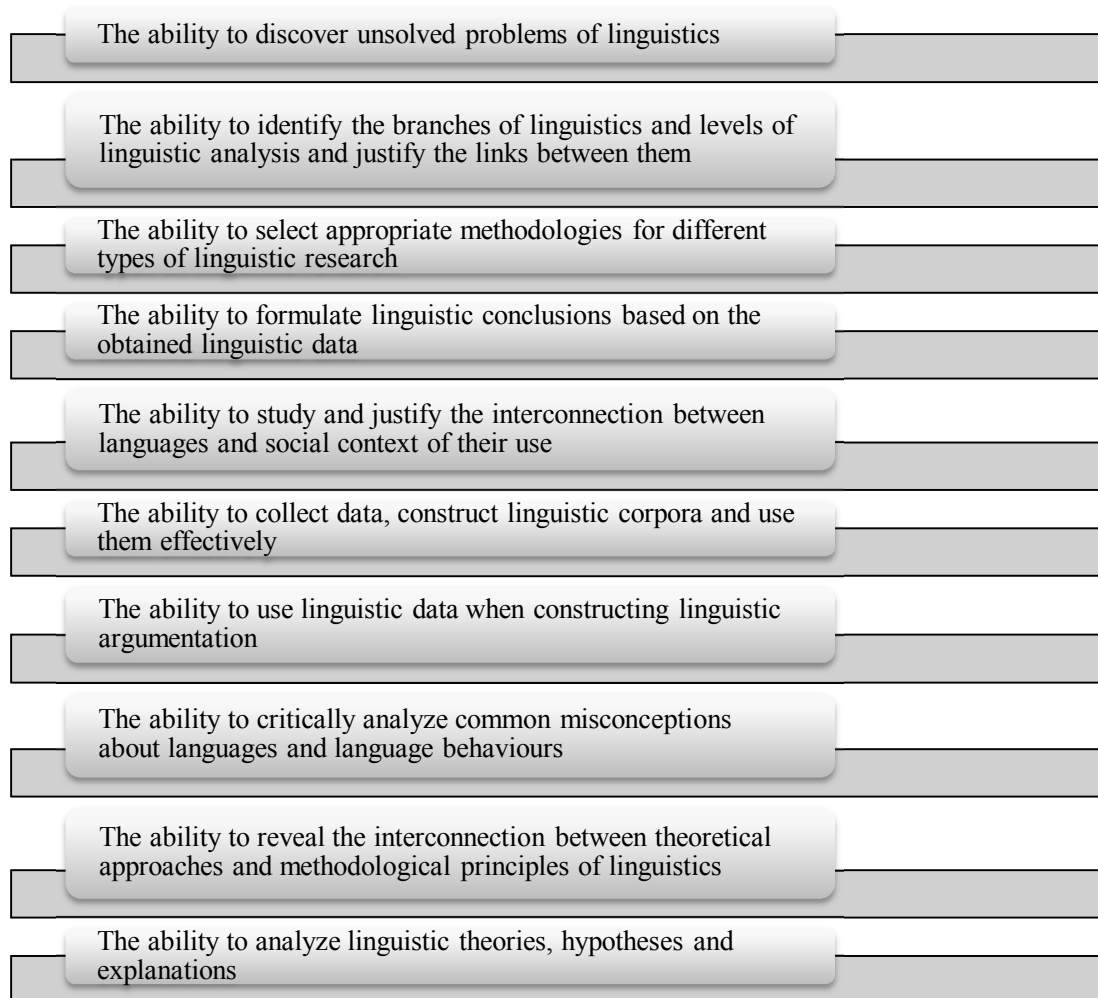 The ability to discover unsolved problems of linguistics
The ability to identify the branches of linguistics and levels of
linguistic analysis and justify the links between them
The ability to select appropriate methodologies for different
types of linguistic research
The ability to formulate linguistic conclusions based on the
obtained linguistic data
The ability to study and justify the interconnection between
languages and social context of their use
The ability to collect data, construct linguistic corpora and use
them effectively
The ability to use linguistic data when constructing linguistic
argumentation
The ability to critically analyze common misconceptions
about languages and language behaviours
The ability to reveal the interconnection between theoretical
approaches and methodological principles of linguistics
The ability to analyze linguistic theories, hypotheses and
explanations